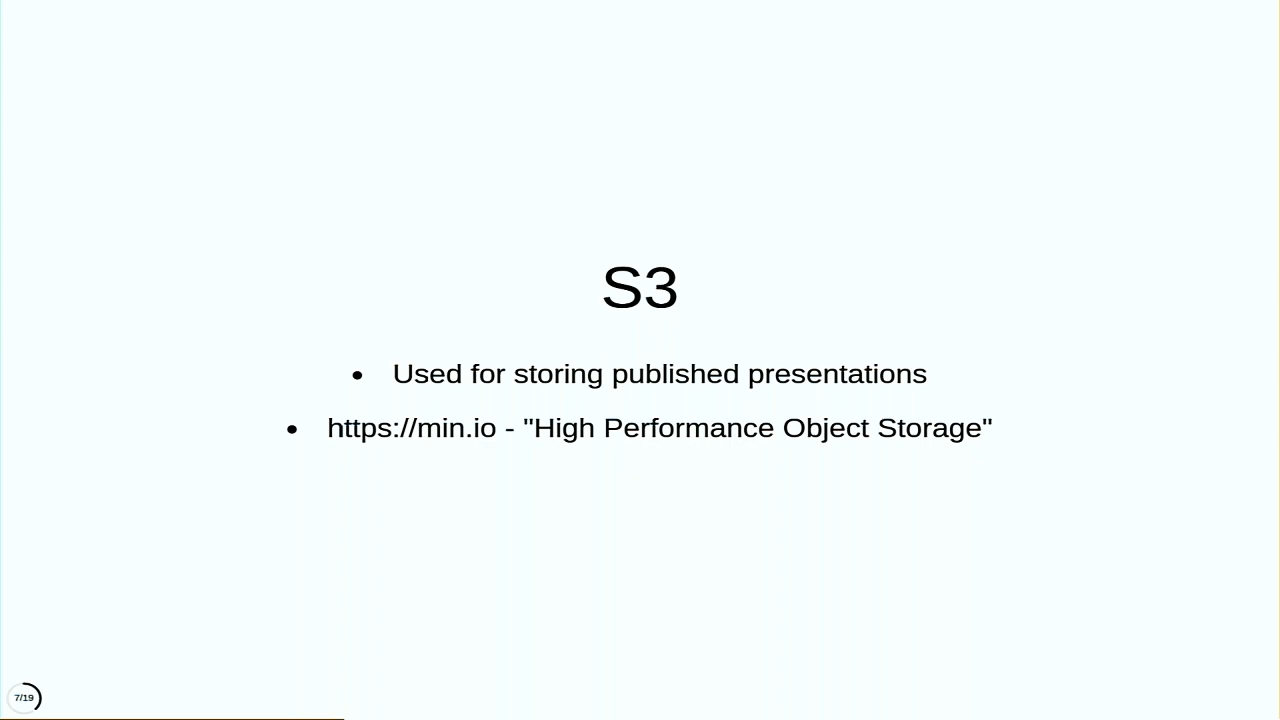 S3
• Used for storing published presentations
• https://min.io - "High Performance Object Storage"
7/19